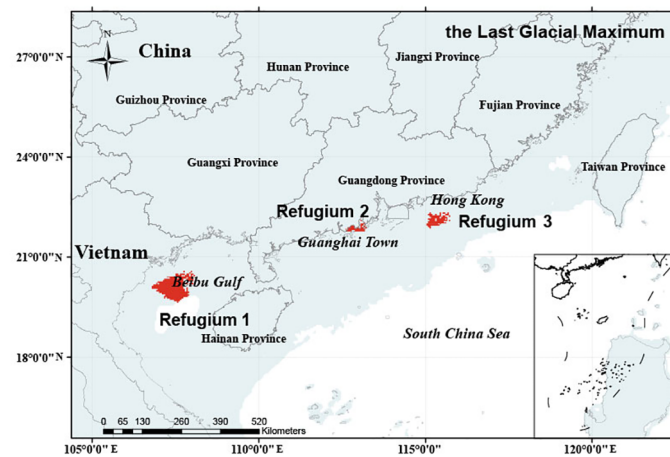 the Last Glacial Maximum
27°0'0"N
N
China
Jiangxi Province
Hunan Province
Guizhou Province
Fujian Province
24°0'0"N
Guangxi Province
Taiwan Province
Guangdong Province
Hong Kong
Refugium 2
Refugium 3
Guanghai Town
Vietnam
21°0'0"N
Beibu Gulf
Refugium 1
Hainan Province
South China Sea
18°0'0"N
0 65 130 260 390 520
Kilometers
105°0'0"E 110°0'0"E 115°0'0"E 120°0'0"E